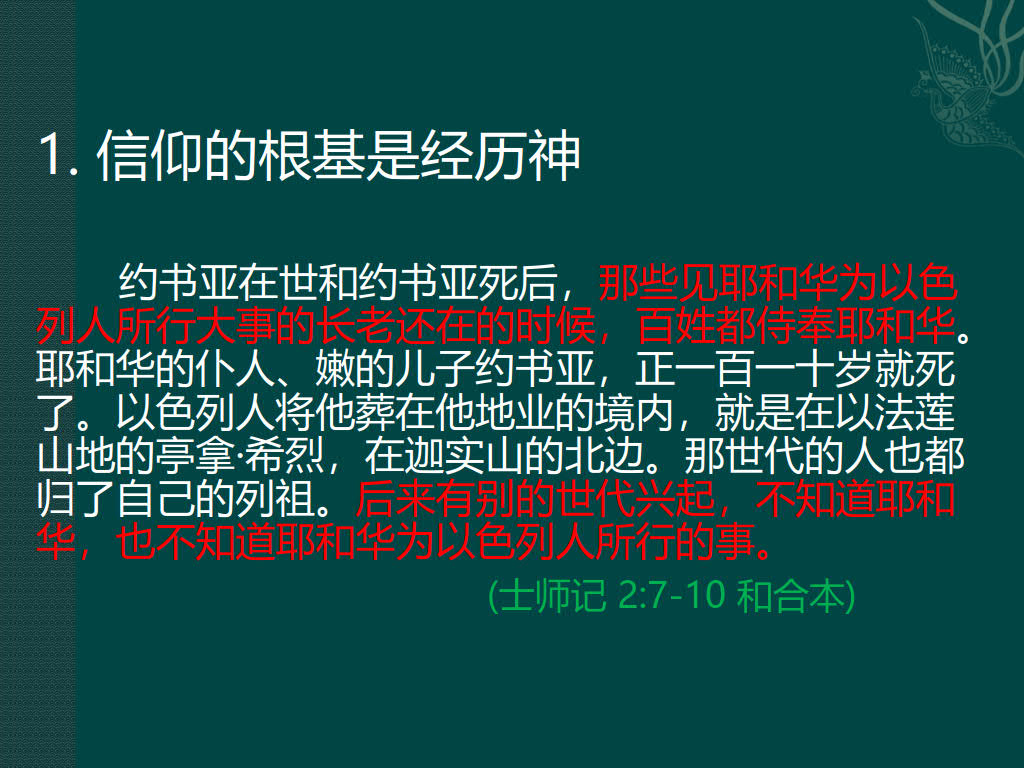 1. 信仰的根基是经历神
约书亚在世和约书亚死后，那些见耶和华为以色
列人所行大事的长老还在的时候，百姓都侍奉耶和华。
耶和华的仆人、嫩的儿子约书亚，正一百一十岁就死
了。以色列人将他葬在他地业的境内，就是在以法莲
山地的亭拿·希烈，在迦实山的北边。那世代的人也都
归了自己的列祖。后来有别的世代兴起，不知道耶和
华，也不知道耶和华为以色列人所行的事。
(士师记 2:7-10 和合本)